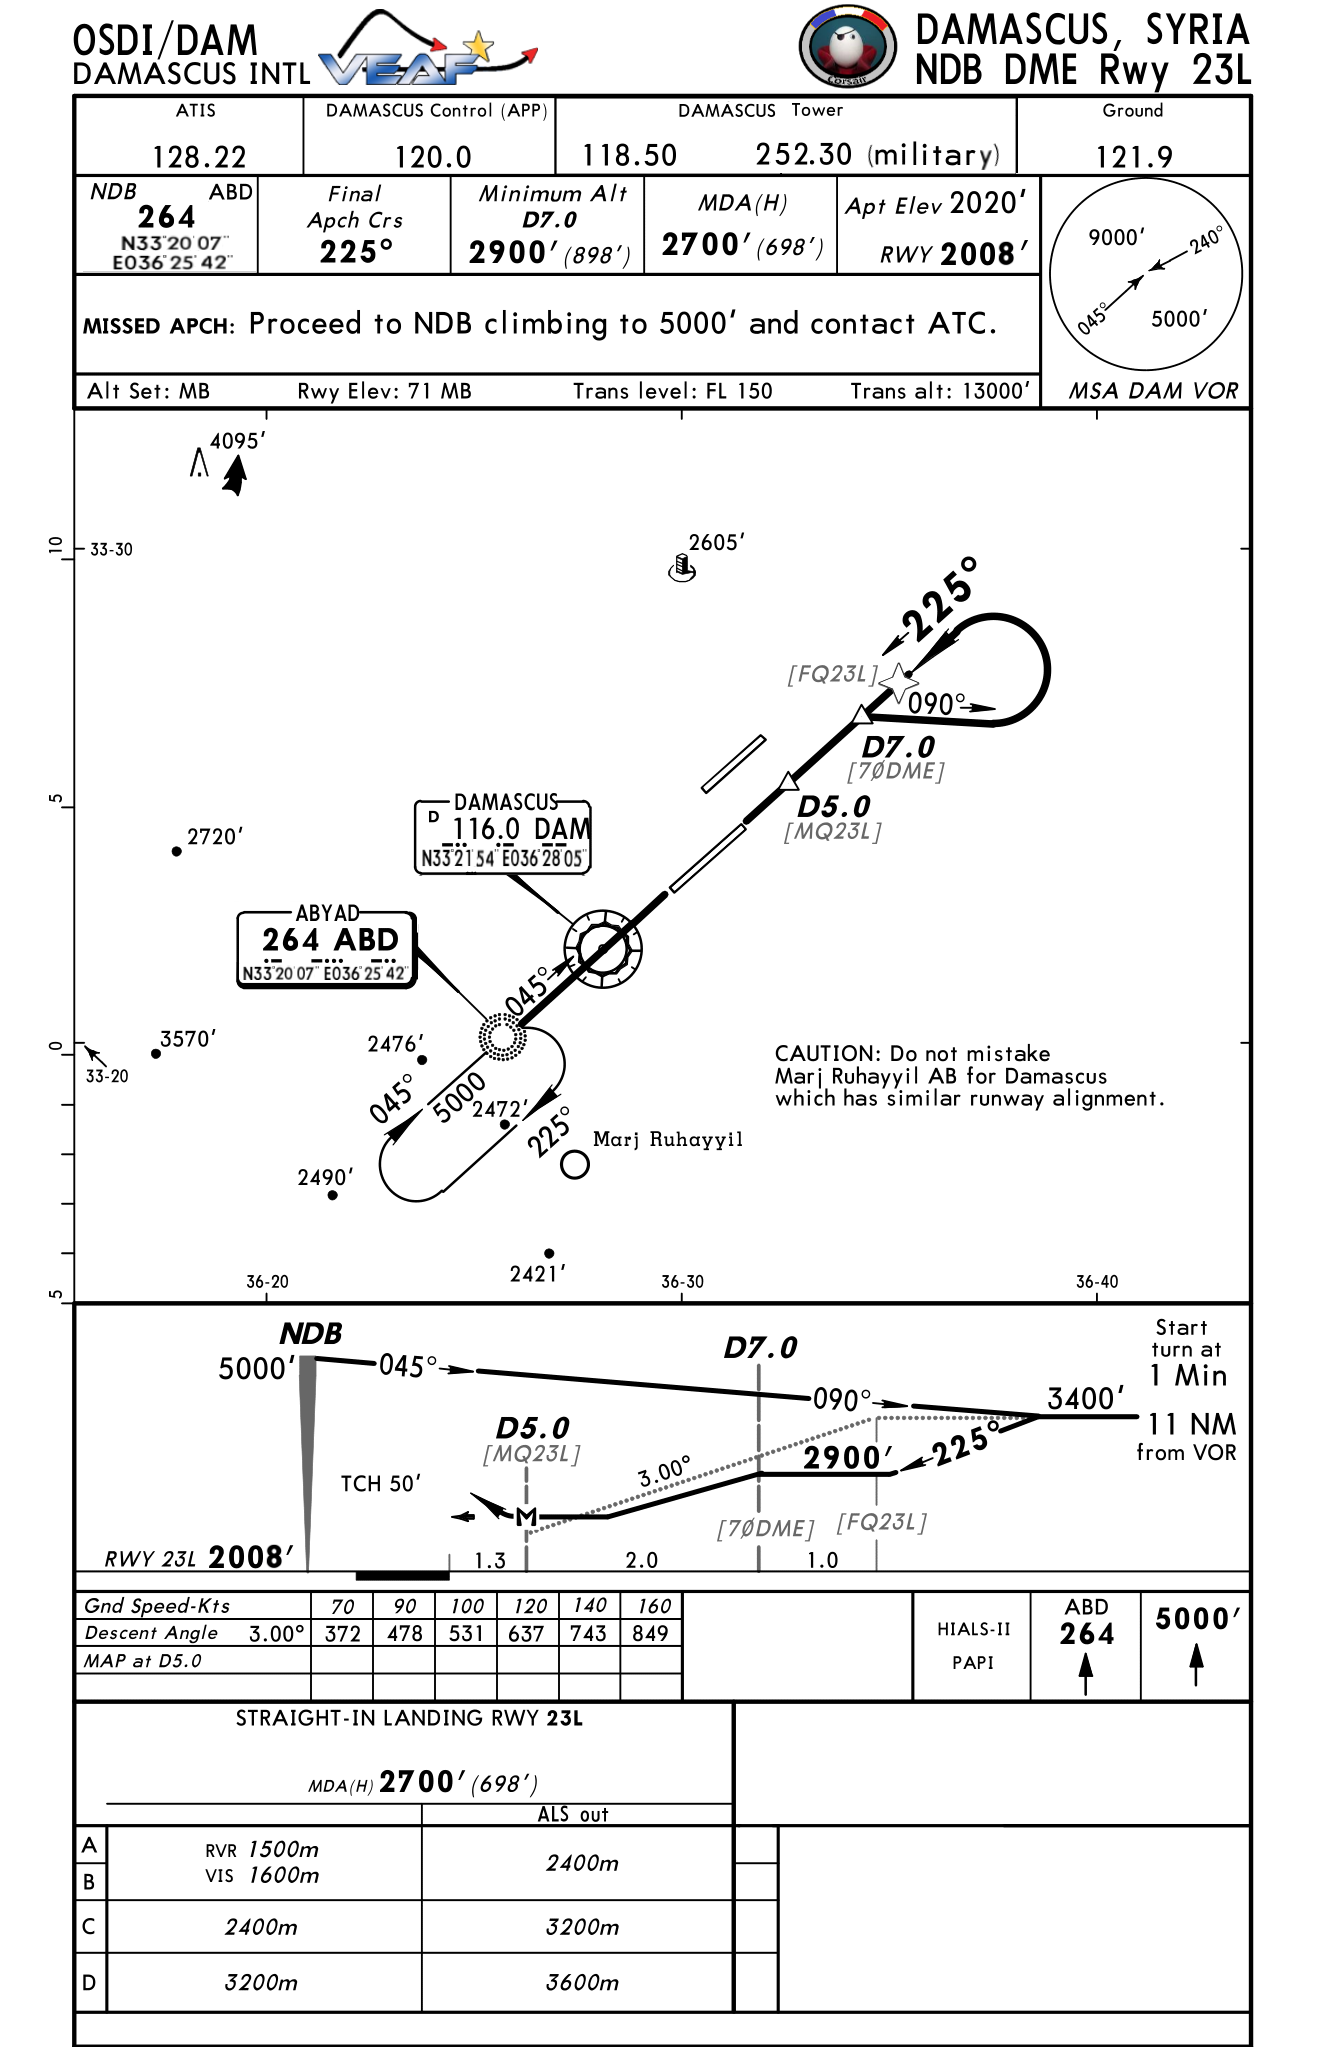 OSDI/DAM
DAMASCUS INTL
VEAF
Corsair
DAMASCUS, SYRIA
NDB DME Rwy 23L
ATIS
128.22
DAMASCUS Control (APP)
120.0
DAMASCUS Tower
118.50 252.30 (military)
Ground
121.9
NDB ABD
264
N33°20'07"
E036°25'42"
Final
Apch Crs
225°
Minimum Alt
D7.0
2900' (898')
MDA(H)
2700' (698')
Apt Elev 2020'
RWY 2008'
9000'
240°
045°
5000'
MSA DAM VOR
MISSED APCH: Proceed to NDB climbing to 5000' and contact ATC.
Alt Set: MB Rwy Elev: 71 MB Trans level: FL 150 Trans alt: 13000'
4095'
10
33-30
2605'
225°
[FQ23L]
090°
D7.0
[7ØDME]
5
D5.0
[MQ23L]
2720'
DAMASCUS
D 116.0 DAM
N33°21'54" E036°28'05"
ABYAD
264 ABD
N33°20'07" E036°25'42"
045°
0
33-20
3570'
2476'
045°
5000
2472'
225°
CAUTION: Do not mistake
Marj Ruhayyil AB for Damascus
which has similar runway alignment.
Marj Ruhayyil
2490'
2421'
5
36-20 36-30 36-40
NDB
5000'
045°
D7.0
090°
3400'
Start
turn at
1 Min
11 NM
from VOR
D5.0
[MQ23L]
2900'
225°
3.00°
TCH 50'
M
[7ØDME]
[FQ23L]
RWY 23L 2008'
1.3 2.0 1.0
Gnd Speed-Kts 70 90 100 120 140 160
Descent Angle 3.00° 372 478 531 637 743 849
MAP at D5.0
HIALS-II
PAPI
ABD
264
5000'
STRAIGHT-IN LANDING RWY 23L
MDA(H) 2700' (698')
ALS out
A
B
RVR 1500m
VIS 1600m
2400m
C 2400m 3200m
D 3200m 3600m